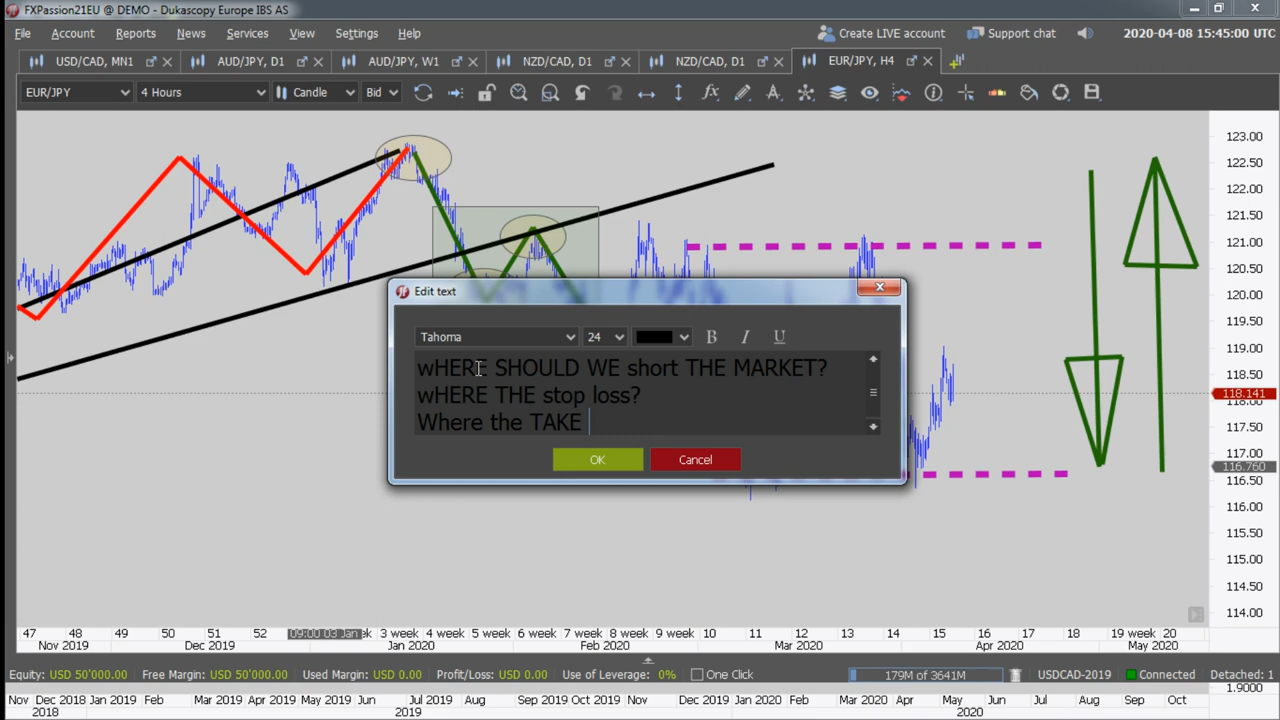 FXPassion21EU @ DEMO - Dukascopy Europe IBS AS
File Account Reports News Services View Settings Help Create LIVE account Support chat 2020-04-08 15:45:00 UTC
USD/CAD, MN1 AUD/JPY, D1 AUD/JPY, W1 NZD/CAD, D1 NZD/CAD, D1 EUR/JPY, H4
EUR/JPY 4 Hours Candle Bid
123.00
122.50
122.00
121.50
121.00
120.50
120.00
119.50
119.00
118.50
118.141
118.00
117.50
117.00
116.760
116.50
116.00
115.50
115.00
114.50
114.00
Edit text
Tahoma 24 B I U
wHERE SHOULD WE short THE MARKET?
wHERE THE stop loss?
Where the TAKE
OK Cancel
47 48 49 50 51 52 09:00 03 Jan ek 3 week 4 week 5 week 6 week 7 week 8 week 9 week 10 11 12 13 14 15 16 17 18 19 week 20
Nov 2019 Dec 2019 Jan 2020 Feb 2020 Mar 2020 Apr 2020 May 2020
Equity: USD 50'000.00 Free Margin: USD 50'000.00 Used Margin: USD 0.00 Profit/Loss: USD 0.00 Use of Leverage: 0% One Click 179M of 3641M USDCAD-2019 Connected Detached: 1
1.9000
Nov Dec 2018 Feb Mar 2019 Apr 2019 May 2019 Jun Jul 2019 Aug Sep 2019 Oct 2019 Nov Dec 2019 Jan 2020 Feb Mar 2020 Apr May Jun Jul Aug Sep Oct
2018 2019 2020